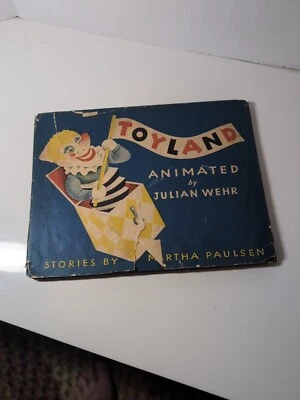 TOYLAND
ANIMATED
by
JULIAN WEHR
STORIES BY MARTHA PAULSEN